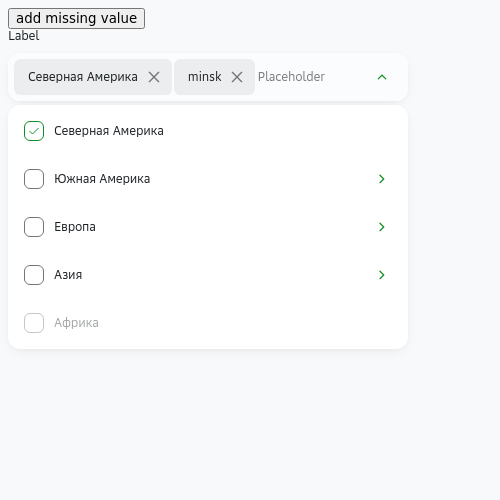 add missing value
Label
Северная Америка minsk Placeholder
Северная Америка
Южная Америка
Европа
Азия
Африка